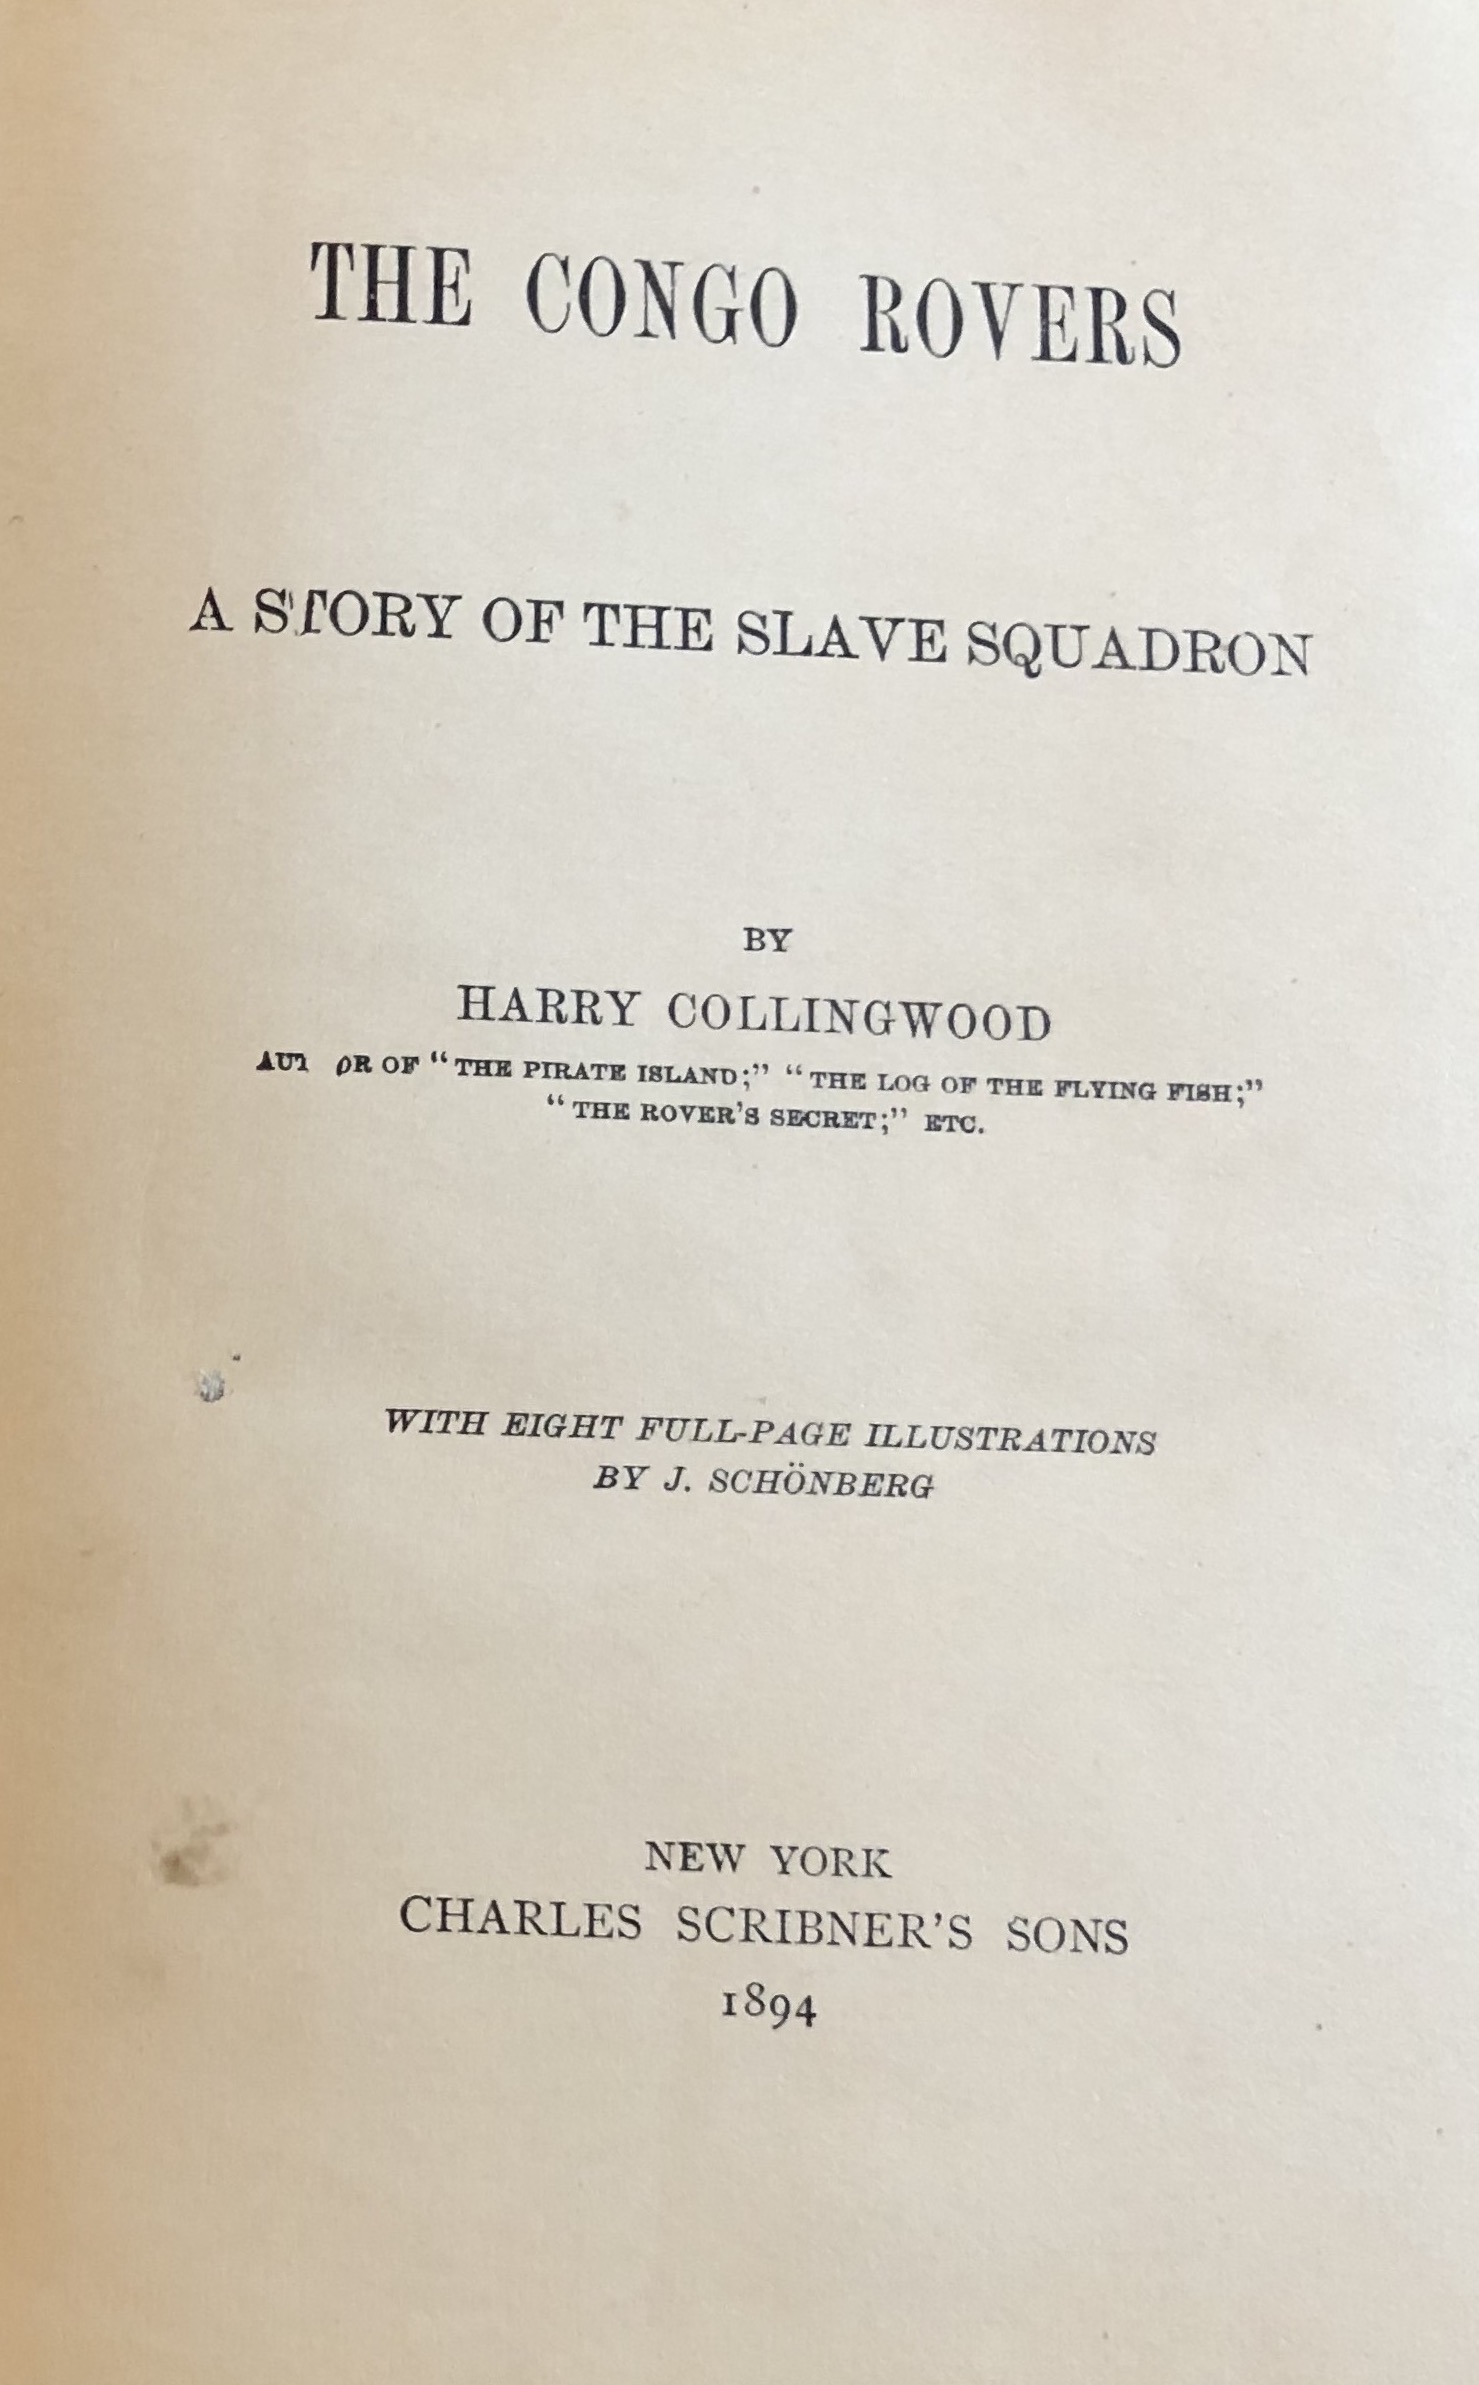 THE CONGO ROVERS
A STORY OF THE SLAVE SQUADRON
BY
HARRY COLLINGWOOD
AUT OR OF "THE PIRATE ISLAND;" "THE LOG OF THE FLYING FISH;"
"THE ROVER'S SECRET;" ETC.
WITH EIGHT FULL-PAGE ILLUSTRATIONS
BY J. SCHÖNBERG
NEW YORK
CHARLES SCRIBNER'S SONS
1894